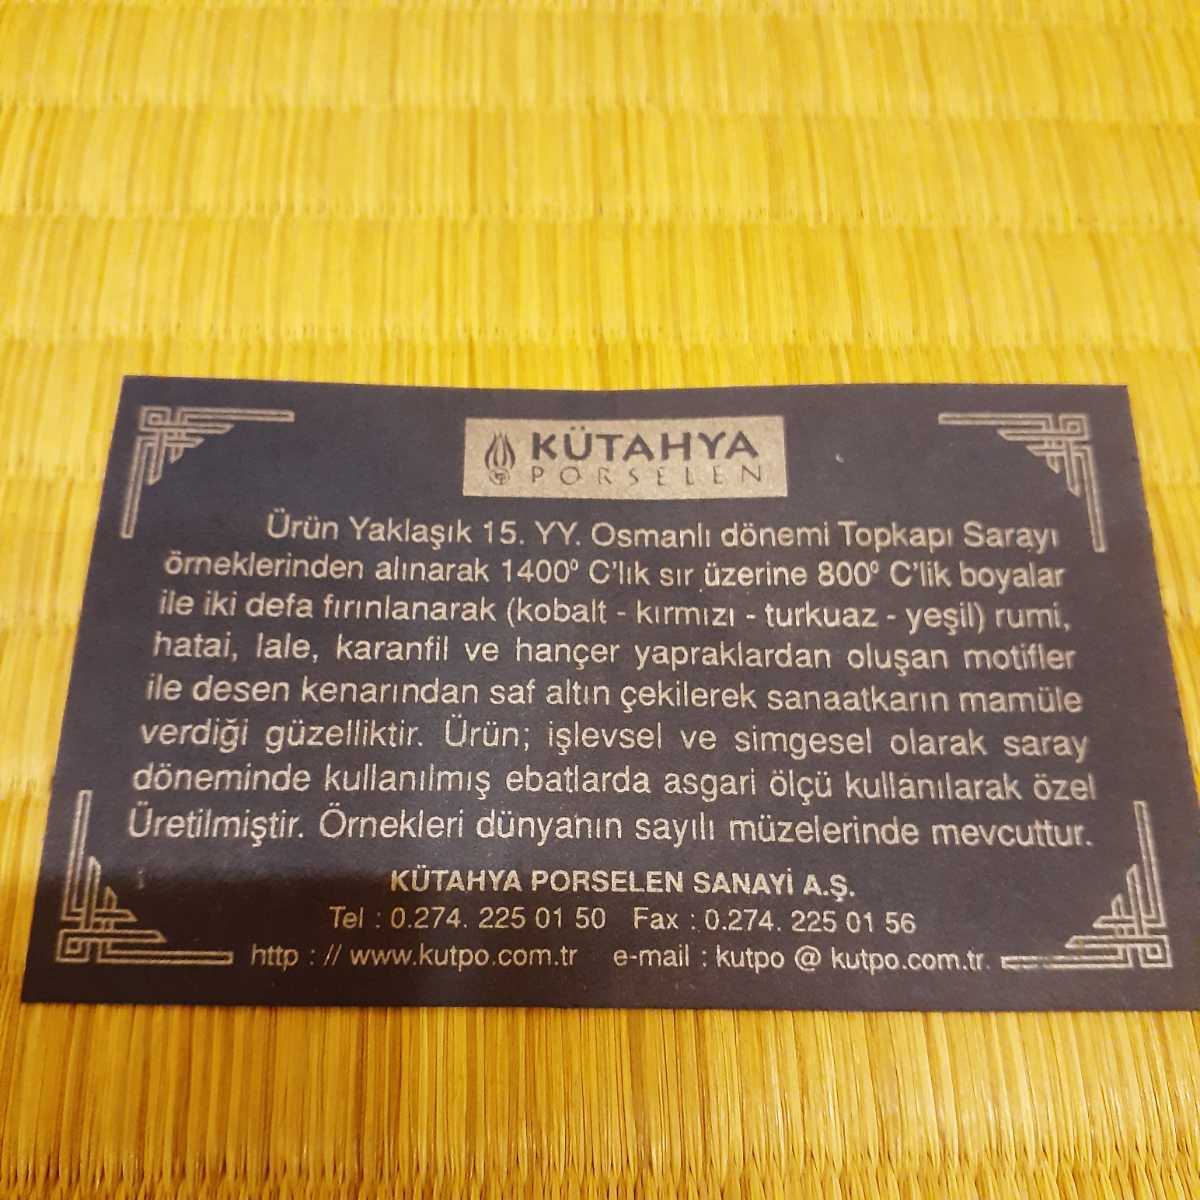 KÜTAHYA
PORSELEN
Ürün Yaklaşık 15. YY. Osmanlı dönemi Topkapı Sarayı
örneklerinden alınarak 1400º C'lık sır üzerine 800º C'lik boyalar
ile iki defa fırınlanarak (kobalt - kırmızı - turkuaz - yeşil) rumi,
hatai, lale, karanfil ve hançer yapraklardan oluşan motifler
ile desen kenarından saf altın çekilerek sanaatkarın mamüle
verdiği güzelliktir. Ürün; işlevsel ve simgesel olarak saray
döneminde kullanılmış ebatlarda asgari ölçü kullanılarak özel
Üretilmiştir. Örnekleri dünyanın sayılı müzelerinde mevcuttur.
KÜTAHYA PORSELEN SANAYİ A.Ş.
Tel : 0.274. 225 01 50 Fax : 0.274. 225 01 56
http : // www.kutpo.com.tr e-mail : kutpo @ kutpo.com.tr.